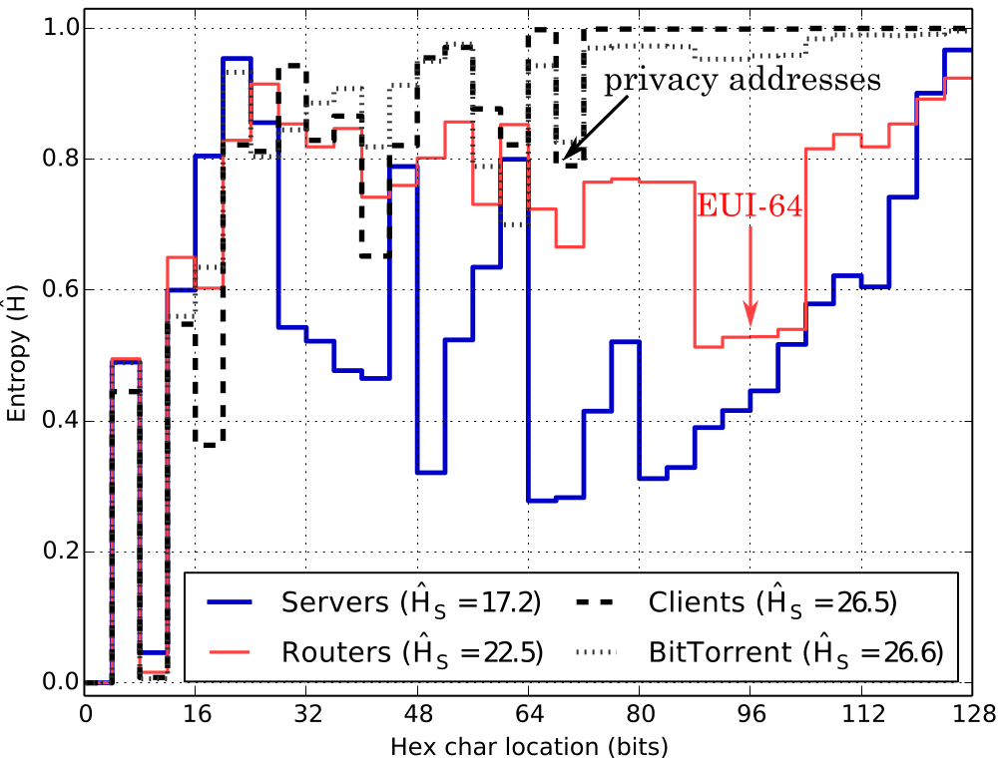 1.0
privacy addresses
0.8
EUI-64
0.6
0.4
0.2
0.0
Entropy (Ĥ)
Servers (Ĥ_S =17.2)
Clients (Ĥ_S =26.5)
Routers (Ĥ_S =22.5)
BitTorrent (Ĥ_S =26.6)
0 16 32 48 64 80 96 112 128
Hex char location (bits)